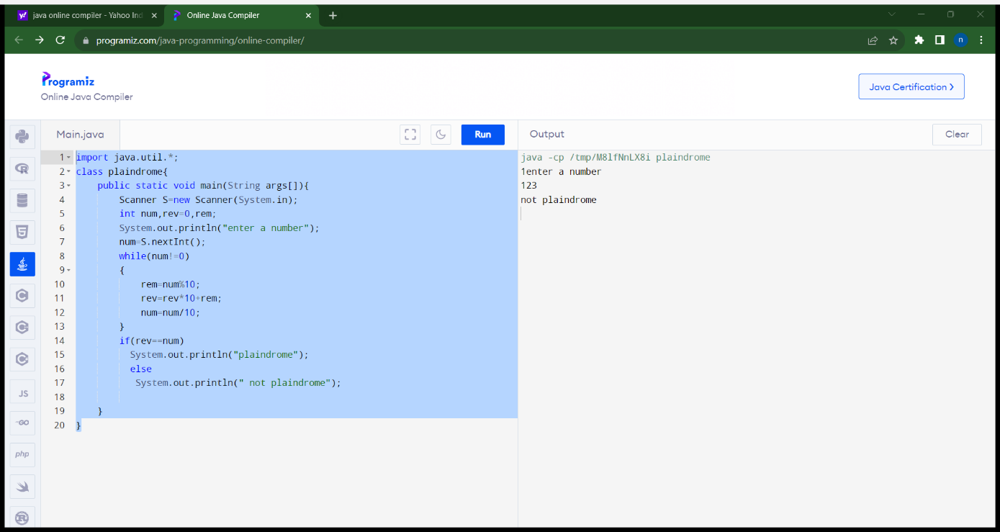 java online compiler - Yahoo Ind
Online Java Compiler
programiz.com/java-programming/online-compiler/
n
Programiz
Online Java Compiler
Java Certification >
Main.java
Run
Output
Clear
1 import java.util.*;
2 class plaindrome{
3 public static void main(String args[]){
4 Scanner S=new Scanner(System.in);
5 int num,rev=0,rem;
6 System.out.println("enter a number");
7 num=S.nextInt();
8 while(num!=0)
9 {
10 rem=num%10;
11 rev=rev*10+rem;
12 num=num/10;
13 }
14 if(rev==num)
15 System.out.println("plaindrome");
16 else
17 System.out.println(" not plaindrome");
18
19 }
20 }
java -cp /tmp/M8lfNnLX8i plaindrome
1enter a number
123
not plaindrome
JS
GO
php